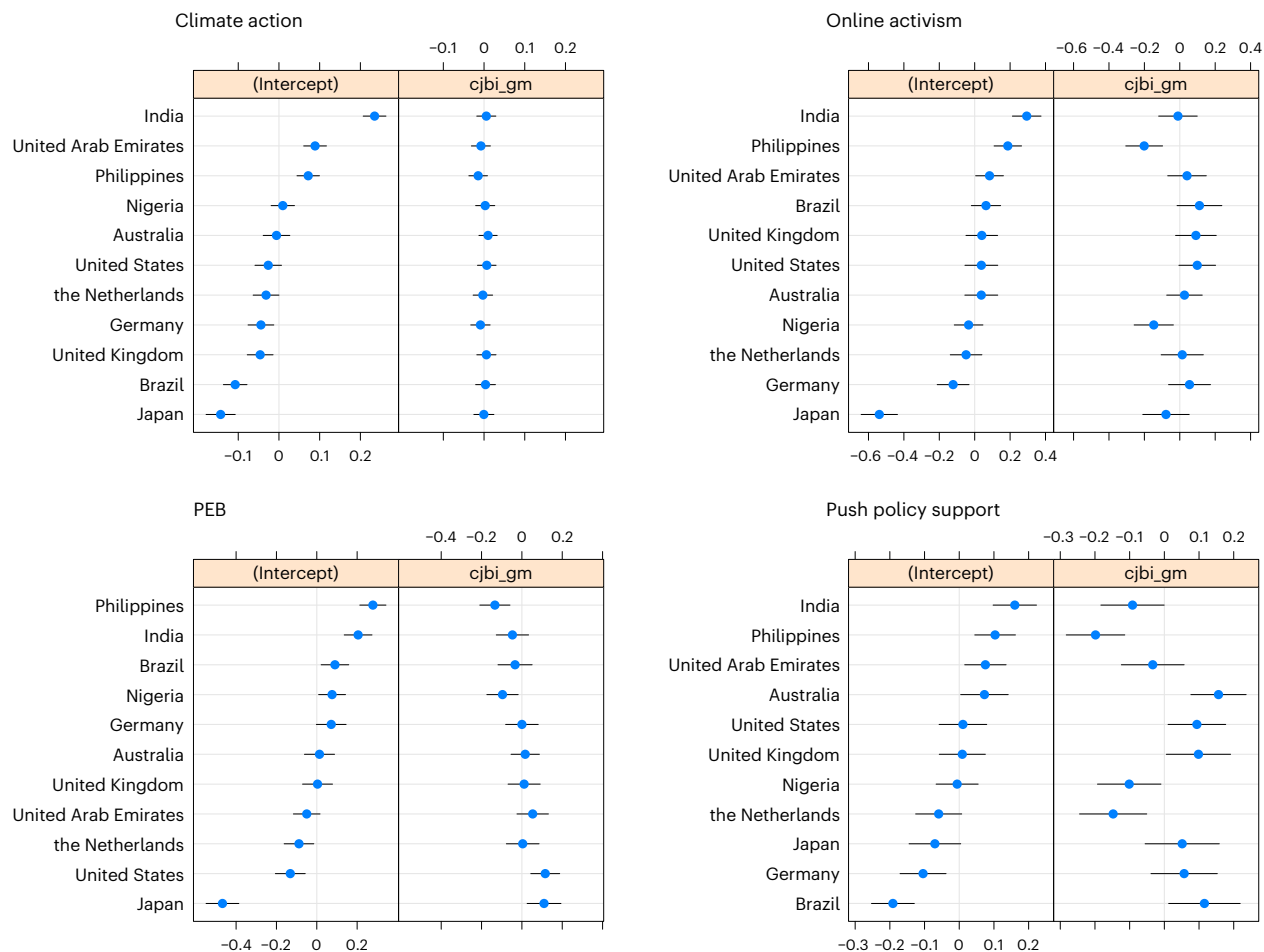 Climate action
−0.1 0 0.1 0.2
(Intercept) cjbi_gm
India
United Arab Emirates
Philippines
Nigeria
Australia
United States
the Netherlands
Germany
United Kingdom
Brazil
Japan
−0.1 0 0.1 0.2
Online activism
−0.6 −0.4 −0.2 0 0.2 0.4
(Intercept) cjbi_gm
India
Philippines
United Arab Emirates
Brazil
United Kingdom
United States
Australia
Nigeria
the Netherlands
Germany
Japan
−0.6 −0.4 −0.2 0 0.2 0.4
PEB
−0.4 −0.2 0 0.2
(Intercept) cjbi_gm
Philippines
India
Brazil
Nigeria
Germany
Australia
United Kingdom
United Arab Emirates
the Netherlands
United States
Japan
−0.4 −0.2 0 0.2
Push policy support
−0.3 −0.2 −0.1 0 0.1 0.2
(Intercept) cjbi_gm
India
Philippines
United Arab Emirates
Australia
United States
United Kingdom
Nigeria
the Netherlands
Japan
Germany
Brazil
−0.3 −0.2 −0.1 0 0.1 0.2